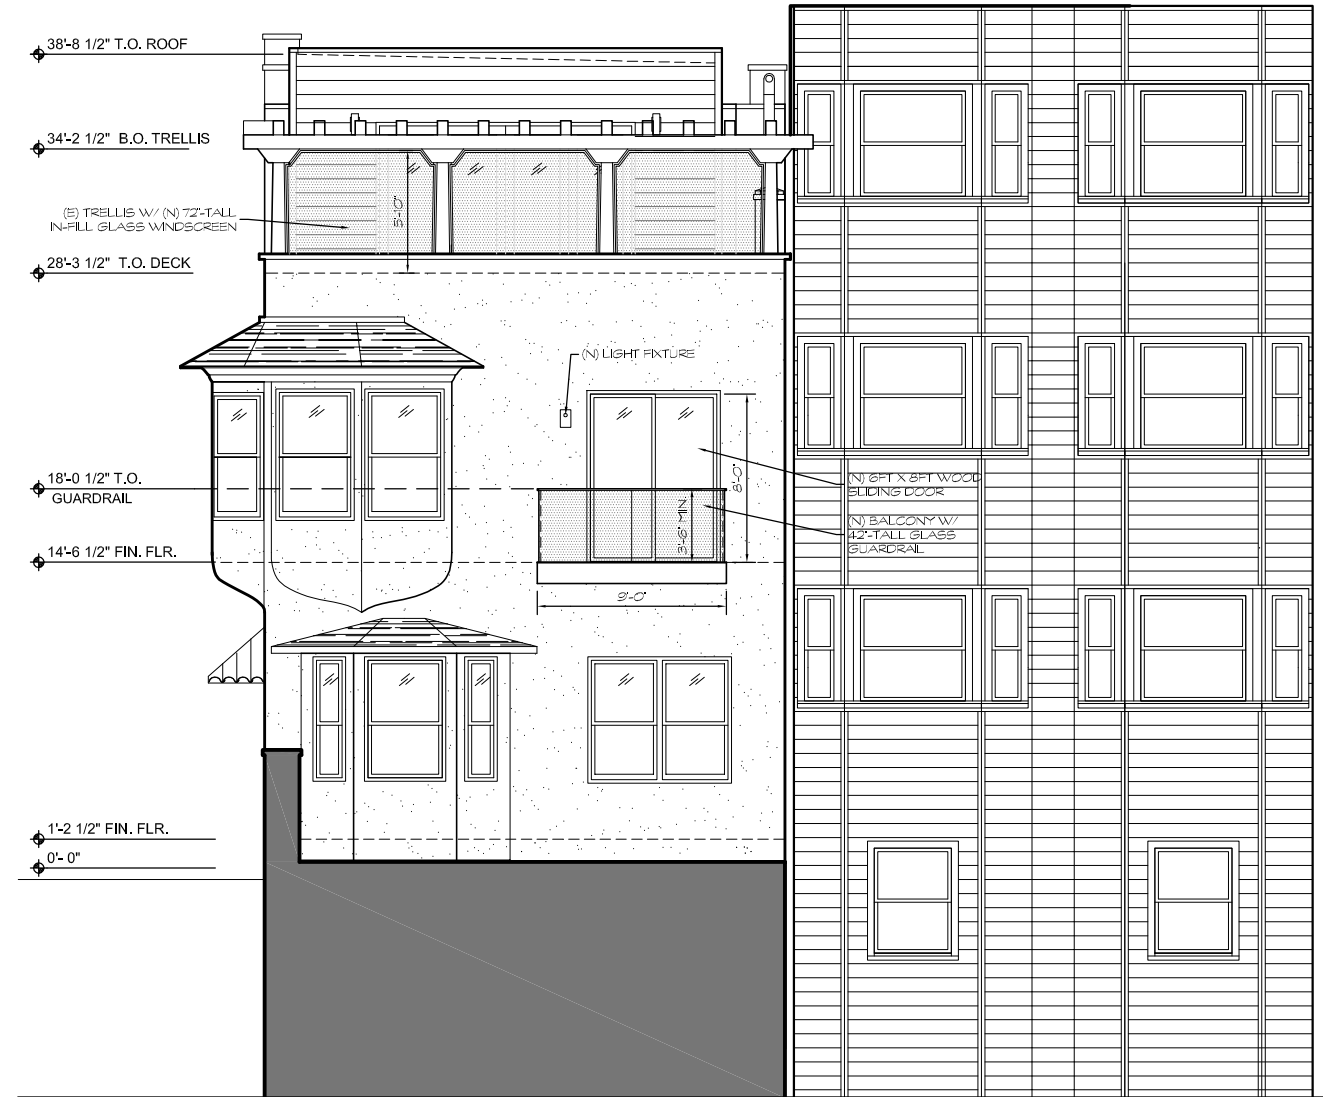 38'-8 1/2" T.O. ROOF
34'-2 1/2" B.O. TRELLIS
(E) TRELLIS W/ (N) 72"-TALL
IN-FILL GLASS WINDSCREEN
5'-10"
28'-3 1/2" T.O. DECK
(N) LIGHT FIXTURE
18'-0 1/2" T.O.
GUARDRAIL
8'-0"
(N) 6FT X 8FT WOOD
SLIDING DOOR
3'-6" MIN.
(N) BALCONY W/
42"-TALL GLASS
GUARDRAIL
14'-6 1/2" FIN. FLR.
9'-0"
1'-2 1/2" FIN. FLR.
0'- 0"